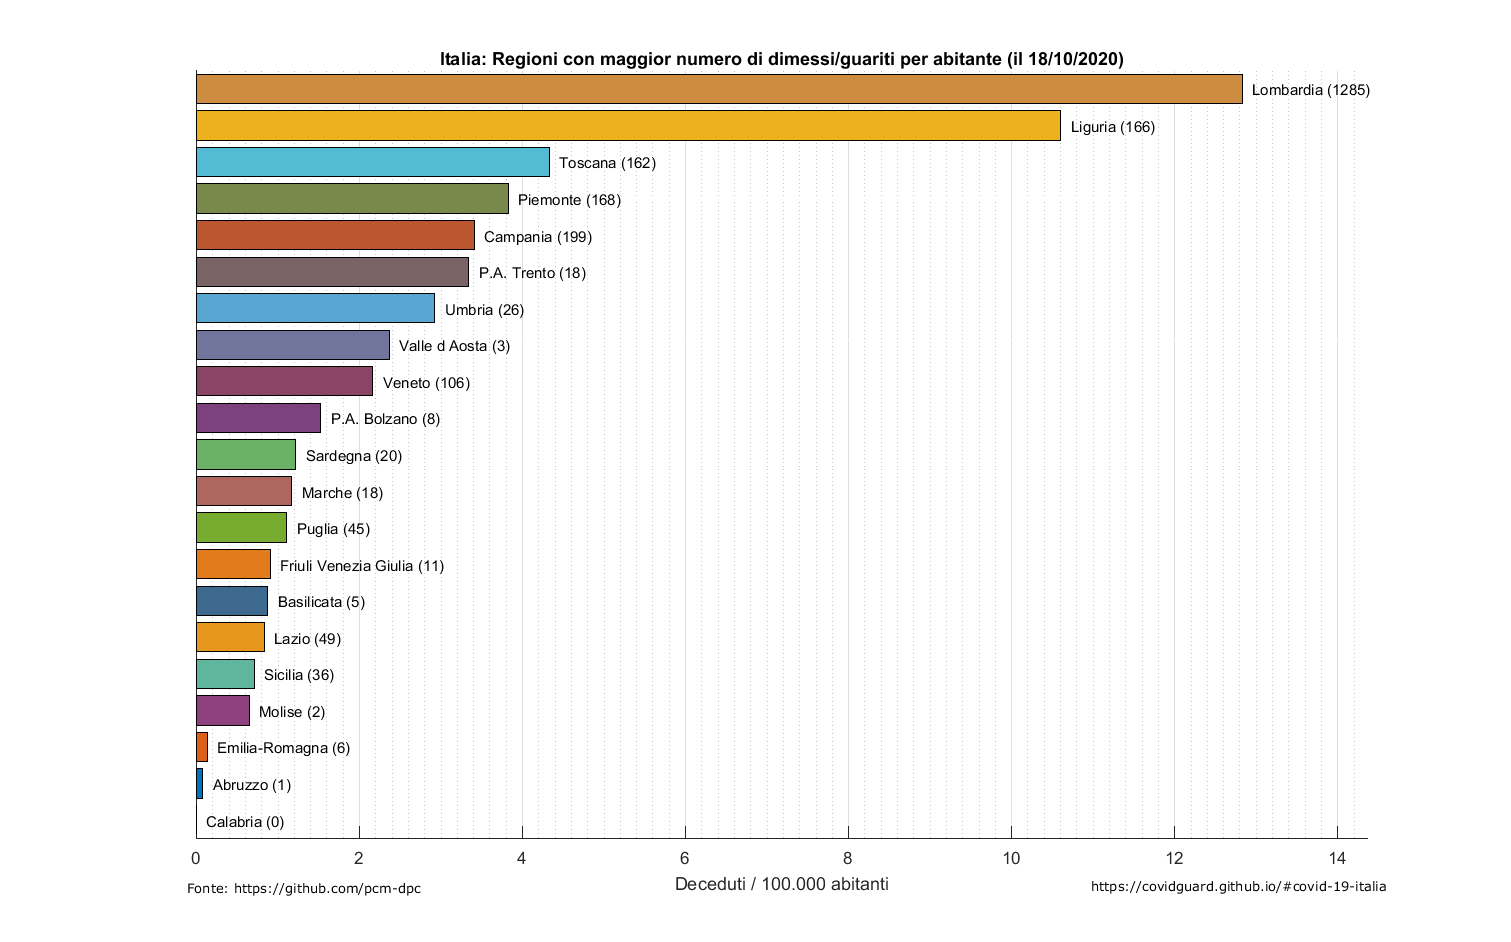 Italia: Regioni con maggior numero di dimessi/guariti per abitante (il 18/10/2020)
Lombardia (1285)
Liguria (166)
Toscana (162)
Piemonte (168)
Campania (199)
P.A. Trento (18)
Umbria (26)
Valle d Aosta (3)
Veneto (106)
P.A. Bolzano (8)
Sardegna (20)
Marche (18)
Puglia (45)
Friuli Venezia Giulia (11)
Basilicata (5)
Lazio (49)
Sicilia (36)
Molise (2)
Emilia-Romagna (6)
Abruzzo (1)
Calabria (0)
0 2 4 6 8 10 12 14
Deceduti / 100.000 abitanti
Fonte: https://github.com/pcm-dpc
https://covidguard.github.io/#covid-19-italia